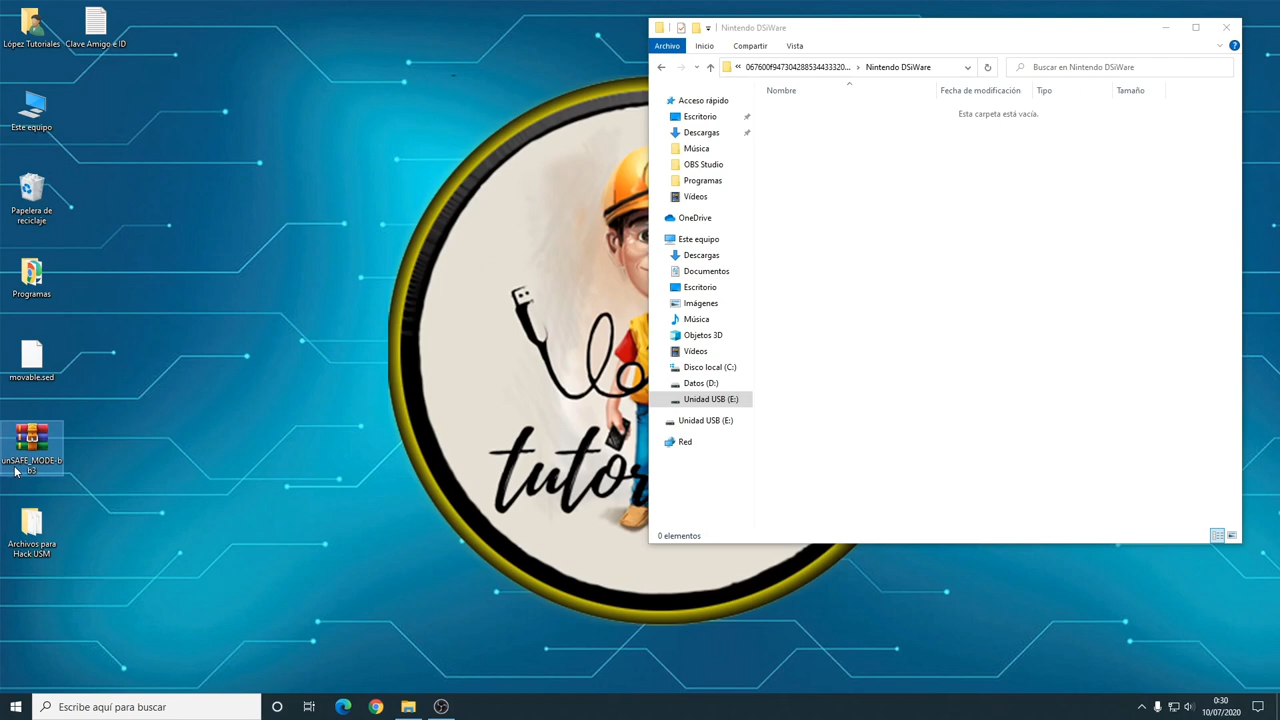 López Tutoriales
Clave Amigo e ID
Este equipo
Papelera de
reciclaje
Programas
movable.sed
unSAFE_MODE-b
b3
Archivos para
Hack USM
tutor
Nintendo DSiWare
Archivo
Inicio
Compartir
Vista
067600f947304288534433320...
Nintendo DSiWare
Buscar en Nintendo DSiWare
Nombre
Fecha de modificación
Tipo
Tamaño
Esta carpeta está vacía.
Acceso rápido
Escritorio
Descargas
Música
OBS Studio
Programas
Vídeos
OneDrive
Este equipo
Descargas
Documentos
Escritorio
Imágenes
Música
Objetos 3D
Vídeos
Disco local (C:)
Datos (D:)
Unidad USB (E:)
Unidad USB (E:)
Red
0 elementos
Escribe aquí para buscar
0:30
10/07/2020